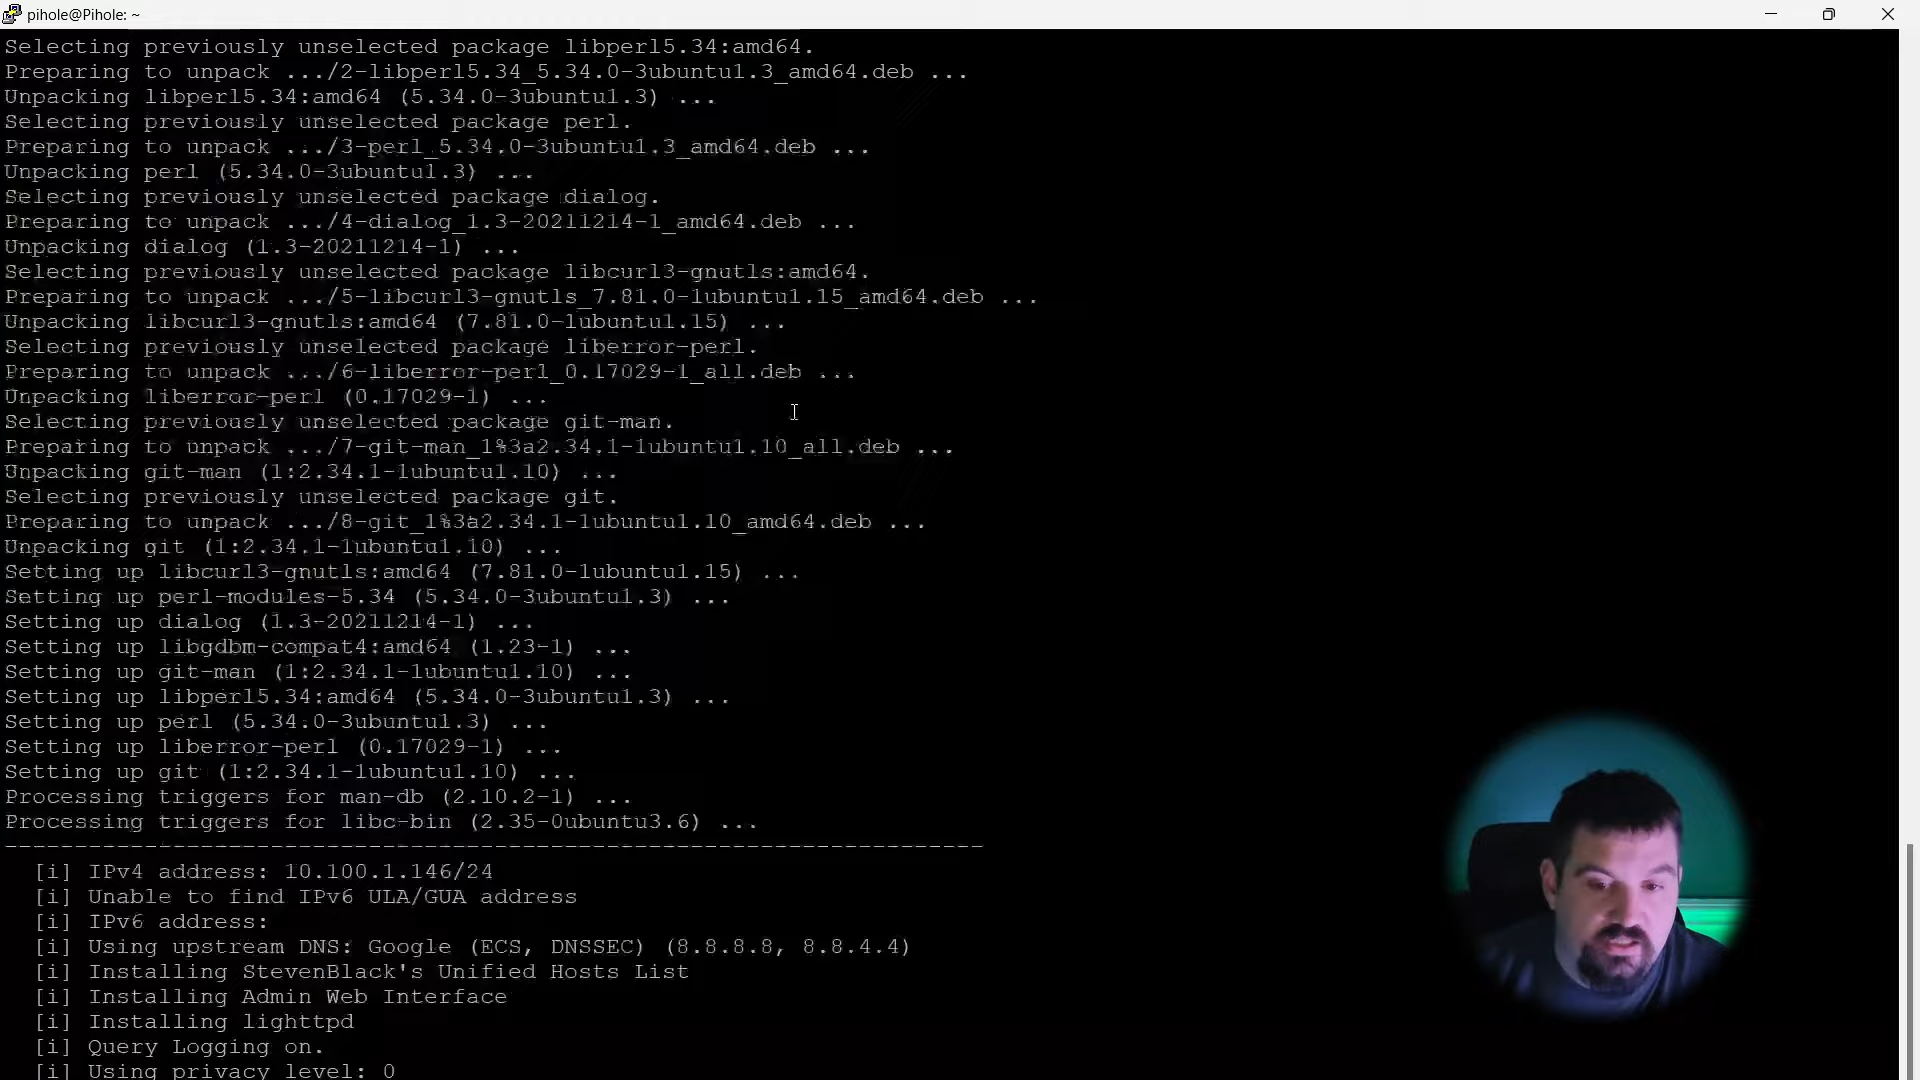 pihole@Pihole: ~
Selecting previously unselected package libperl5.34:amd64.
Preparing to unpack .../2-libperl5.34_5.34.0-3ubuntu1.3_amd64.deb ...
Unpacking libperl5.34:amd64 (5.34.0-3ubuntu1.3) ...
Selecting previously unselected package perl.
Preparing to unpack .../3-perl_5.34.0-3ubuntu1.3_amd64.deb ...
Unpacking perl (5.34.0-3ubuntu1.3) ...
Selecting previously unselected package dialog.
Preparing to unpack .../4-dialog_1.3-20211214-1_amd64.deb ...
Unpacking dialog (1.3-20211214-1) ...
Selecting previously unselected package libcurl3-gnutls:amd64.
Preparing to unpack .../5-libcurl3-gnutls_7.81.0-1ubuntu1.15_amd64.deb ...
Unpacking libcurl3-gnutls:amd64 (7.81.0-1ubuntu1.15) ...
Selecting previously unselected package liberror-perl.
Preparing to unpack .../6-liberror-perl_0.17029-1_all.deb ...
Unpacking liberror-perl (0.17029-1) ...
Selecting previously unselected package git-man.
Preparing to unpack .../7-git-man_1%3a2.34.1-1ubuntu1.10_all.deb ...
Unpacking git-man (1:2.34.1-1ubuntu1.10) ...
Selecting previously unselected package git.
Preparing to unpack .../8-git_1%3a2.34.1-1ubuntu1.10_amd64.deb ...
Unpacking git (1:2.34.1-1ubuntu1.10) ...
Setting up libcurl3-gnutls:amd64 (7.81.0-1ubuntu1.15) ...
Setting up perl-modules-5.34 (5.34.0-3ubuntu1.3) ...
Setting up dialog (1.3-20211214-1) ...
Setting up libgdbm-compat4:amd64 (1.23-1) ...
Setting up git-man (1:2.34.1-1ubuntu1.10) ...
Setting up libperl5.34:amd64 (5.34.0-3ubuntu1.3) ...
Setting up perl (5.34.0-3ubuntu1.3) ...
Setting up liberror-perl (0.17029-1) ...
Setting up git (1:2.34.1-1ubuntu1.10) ...
Processing triggers for man-db (2.10.2-1) ...
Processing triggers for libc-bin (2.35-0ubuntu3.6) ...
----------------------------------------------------------------------
[i] IPv4 address: 10.100.1.146/24
[i] Unable to find IPv6 ULA/GUA address
[i] IPv6 address:
[i] Using upstream DNS: Google (ECS, DNSSEC) (8.8.8.8, 8.8.4.4)
[i] Installing StevenBlack's Unified Hosts List
[i] Installing Admin Web Interface
[i] Installing lighttpd
[i] Query Logging on.
[i] Using privacy level: 0